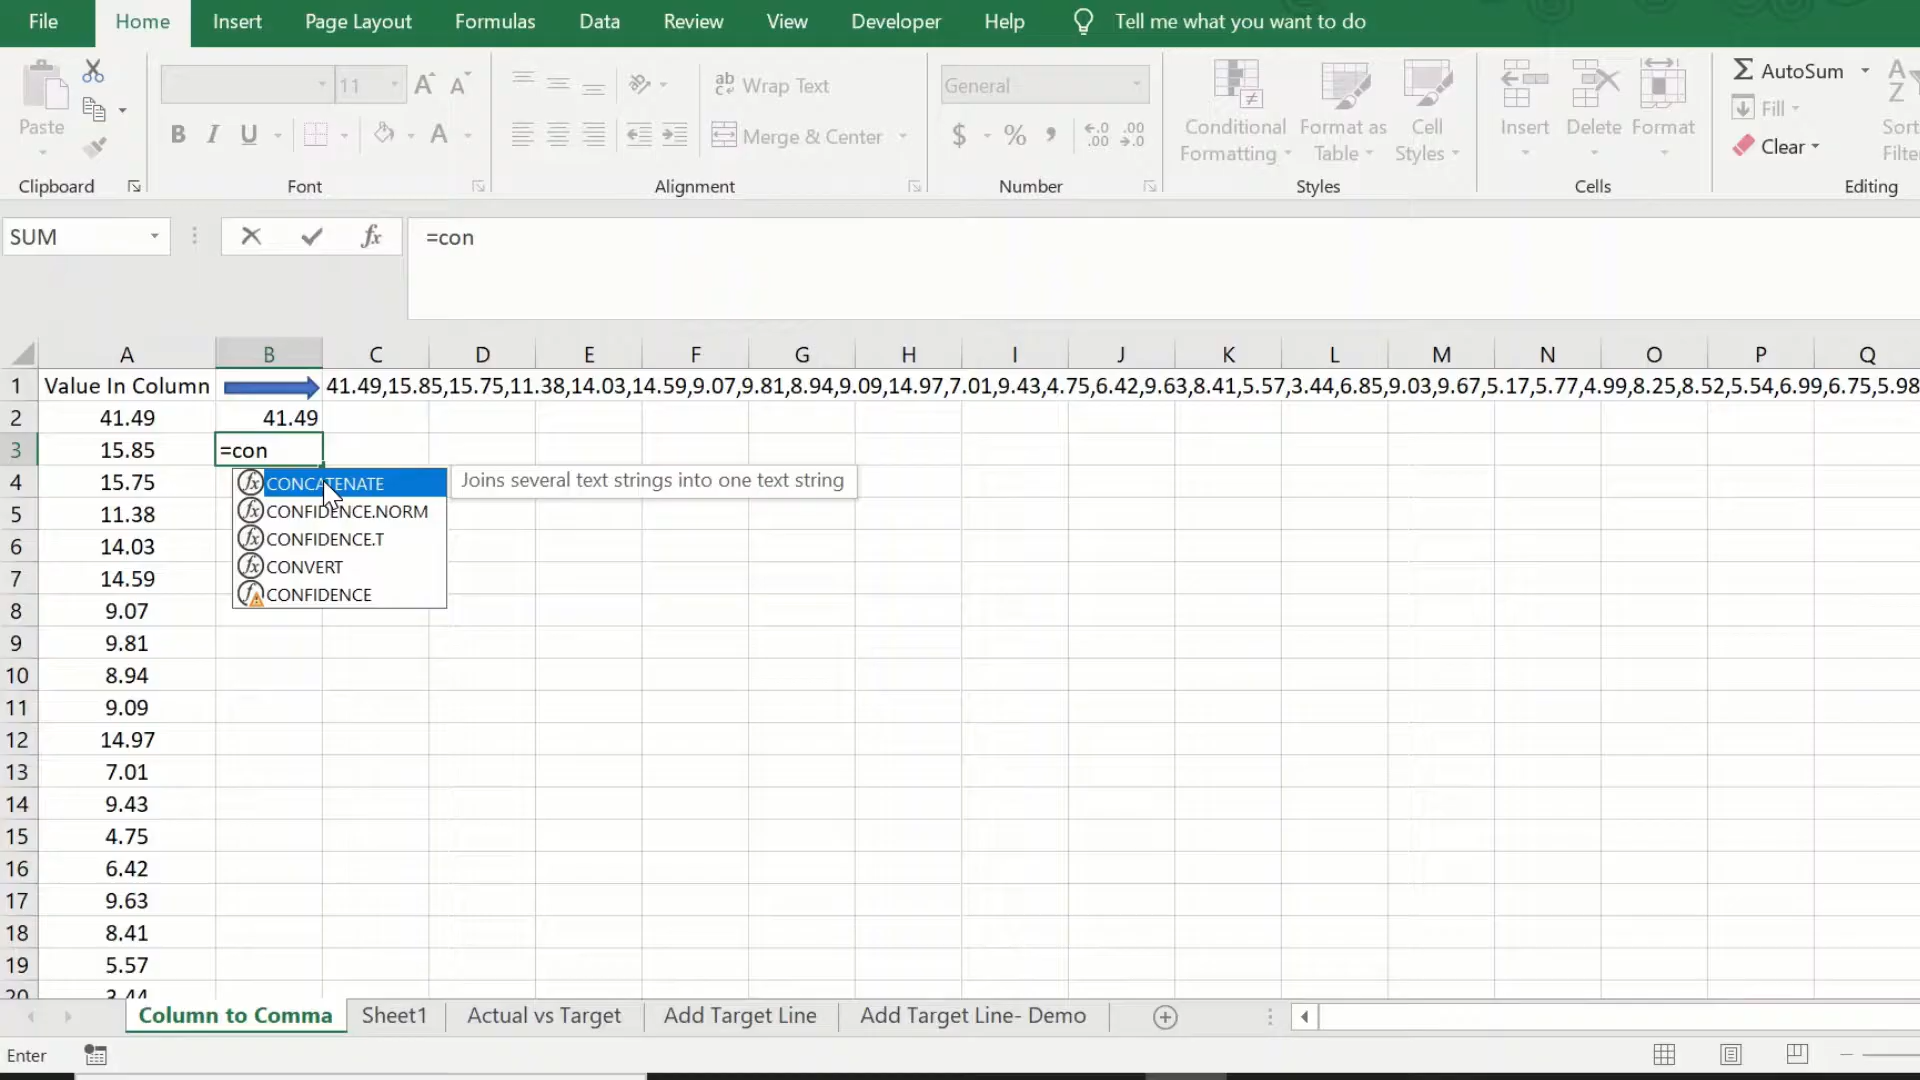 File Home Insert Page Layout Formulas Data Review View Developer Help Tell me what you want to do
Paste
11
Wrap Text
Merge & Center
General
Conditional Formatting
Format as Table
Cell Styles
Insert
Delete
Format
AutoSum
Fill
Clear
Clipboard Font Alignment Number Styles Cells Editing
SUM
=con
A B C D E F G H I J K L M N O P Q
1 Value In Column 41.49,15.85,15.75,11.38,14.03,14.59,9.07,9.81,8.94,9.09,14.97,7.01,9.43,4.75,6.42,9.63,8.41,5.57,3.44,6.85,9.03,9.67,5.17,5.77,4.99,8.25,8.52,5.54,6.99,6.75,5.98
2 41.49 41.49
3 15.85 =con
4 15.75
CONCATENATE
Joins several text strings into one text string
5 11.38
CONFIDENCE.NORM
6 14.03
CONFIDENCE.T
7 14.59
CONVERT
8 9.07
CONFIDENCE
9 9.81
10 8.94
11 9.09
12 14.97
13 7.01
14 9.43
15 4.75
16 6.42
17 9.63
18 8.41
19 5.57
20 3.44
Column to Comma Sheet1 Actual vs Target Add Target Line Add Target Line- Demo
Enter